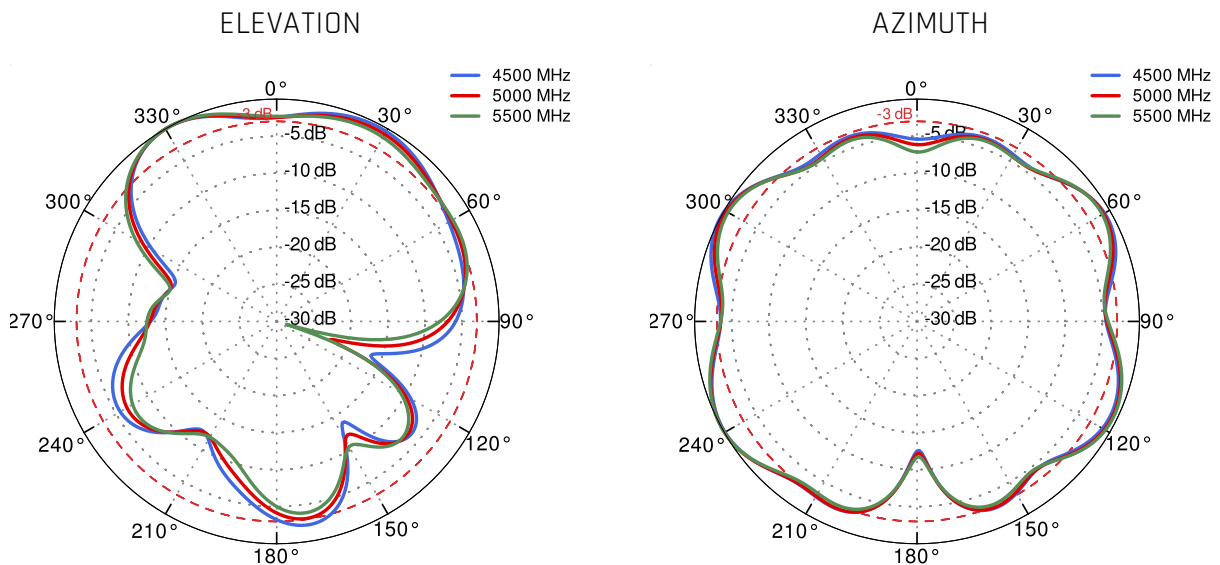 ELEVATION
4500 MHz
5000 MHz
5500 MHz
0°
330°
30°
-3 dB
-5 dB
-10 dB
300°
60°
-15 dB
-20 dB
-25 dB
-30 dB
270°
90°
240°
120°
210°
150°
180°
AZIMUTH
4500 MHz
5000 MHz
5500 MHz
0°
330°
30°
-3 dB
-5 dB
-10 dB
300°
60°
-15 dB
-20 dB
-25 dB
-30 dB
270°
90°
240°
120°
210°
150°
180°